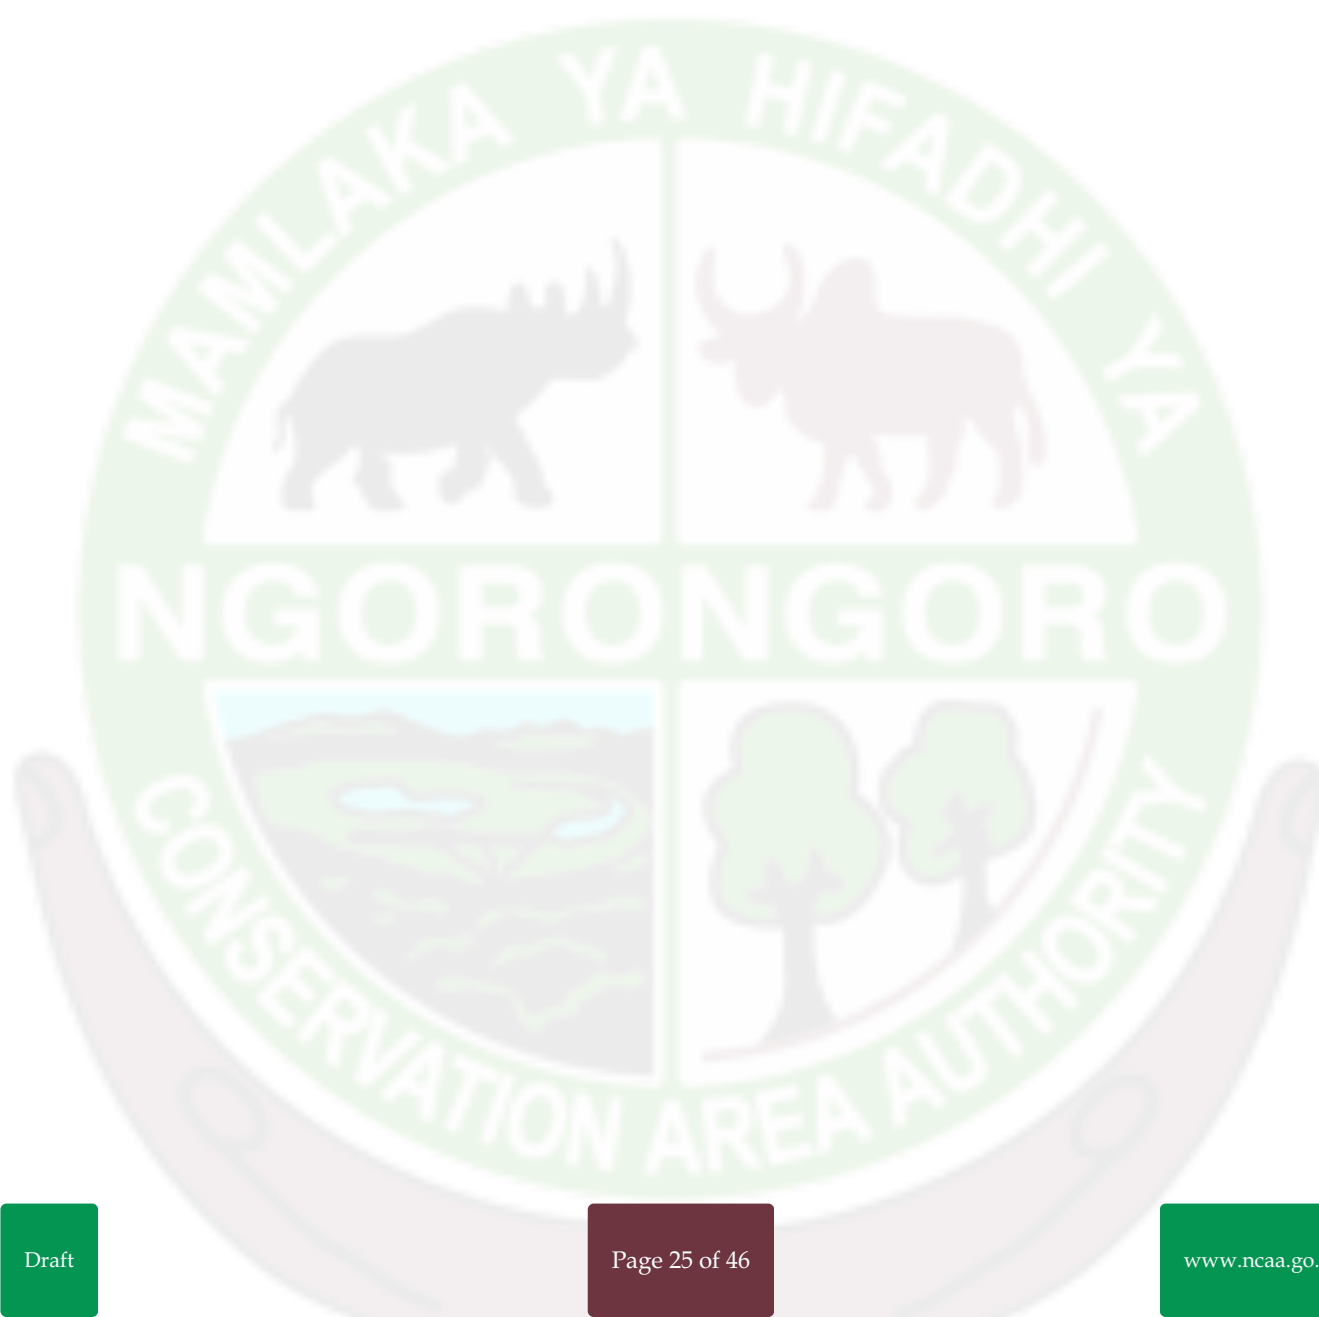 MAMLAKA YA HIFADHI YA
NGORONGORO
CONSERVATION AREA AUTHORITY
Draft
Page 25 of 46
www.ncaa.go.